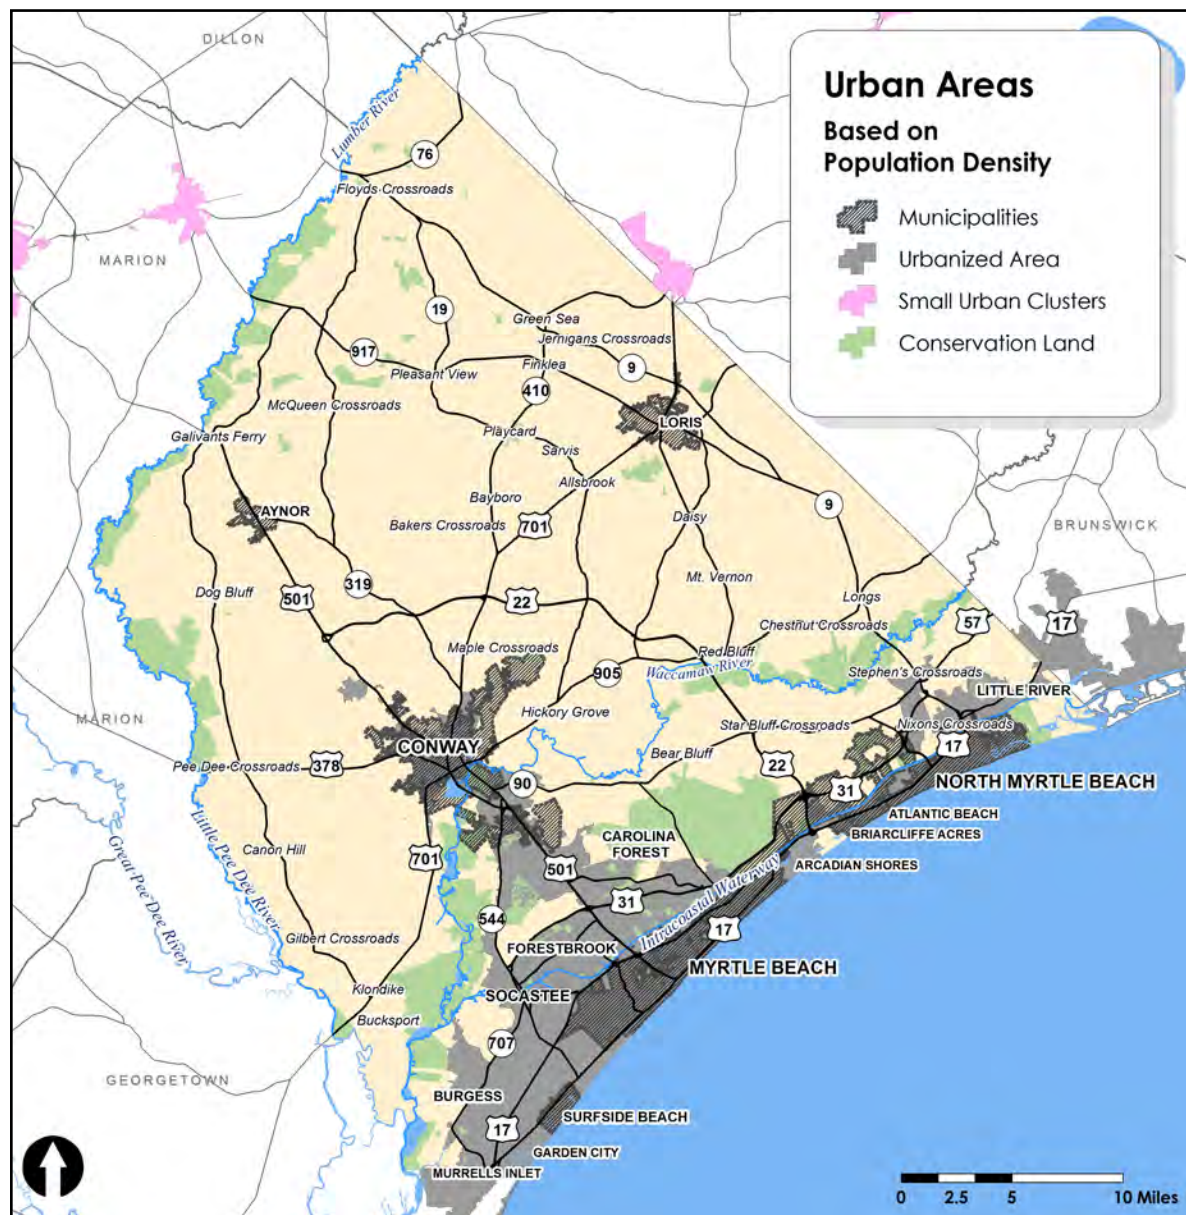 DILLON
Urban Areas
Based on
Population Density
Municipalities
Urbanized Area
Small Urban Clusters
Conservation Land
Lumber River
76
Floyds Crossroads
MARION
19
Green Sea
Jernigans Crossroads
917
Finklea
9
Pleasant View
410
McQueen Crossroads
LORIS
Galivants Ferry
Playcard
Sarvis
Allsbrook
Bayboro
AYNOR
Bakers Crossroads
701
Daisy
9
BRUNSWICK
319
Mt. Vernon
Dog Bluff
501
22
Longs
Chestnut Crossroads
57
17
Maple Crossroads
Red Bluff
905
Waccamaw River
Stephen's Crossroads
LITTLE RIVER
MARION
Hickory Grove
Star Bluff Crossroads
Nixons Crossroads
CONWAY
Bear Bluff
17
Pee Dee Crossroads
378
22
90
31
NORTH MYRTLE BEACH
ATLANTIC BEACH
Little Pee Dee River
Great Pee Dee River
CAROLINA
FOREST
BRIARCLIFFE ACRES
Canon Hill
701
501
ARCADIAN SHORES
31
Intracoastal Waterway
544
17
Gilbert Crossroads
FORESTBROOK
MYRTLE BEACH
Klondike
SOCASTEE
Bucksport
707
GEORGETOWN
BURGESS
SURFSIDE BEACH
17
GARDEN CITY
MURRELLS INLET
0 2.5 5 10 Miles